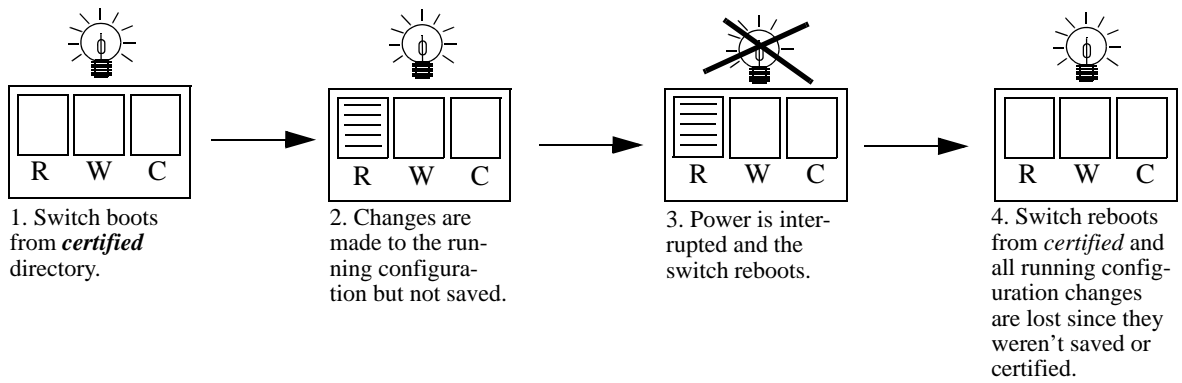 R W C
1. Switch boots
from certified
directory.
R W C
2. Changes are
made to the run-
ning configura-
tion but not saved.
R W C
3. Power is inter-
rupted and the
switch reboots.
R W C
4. Switch reboots
from certified and
all running config-
uration changes
are lost since they
weren’t saved or
certified.